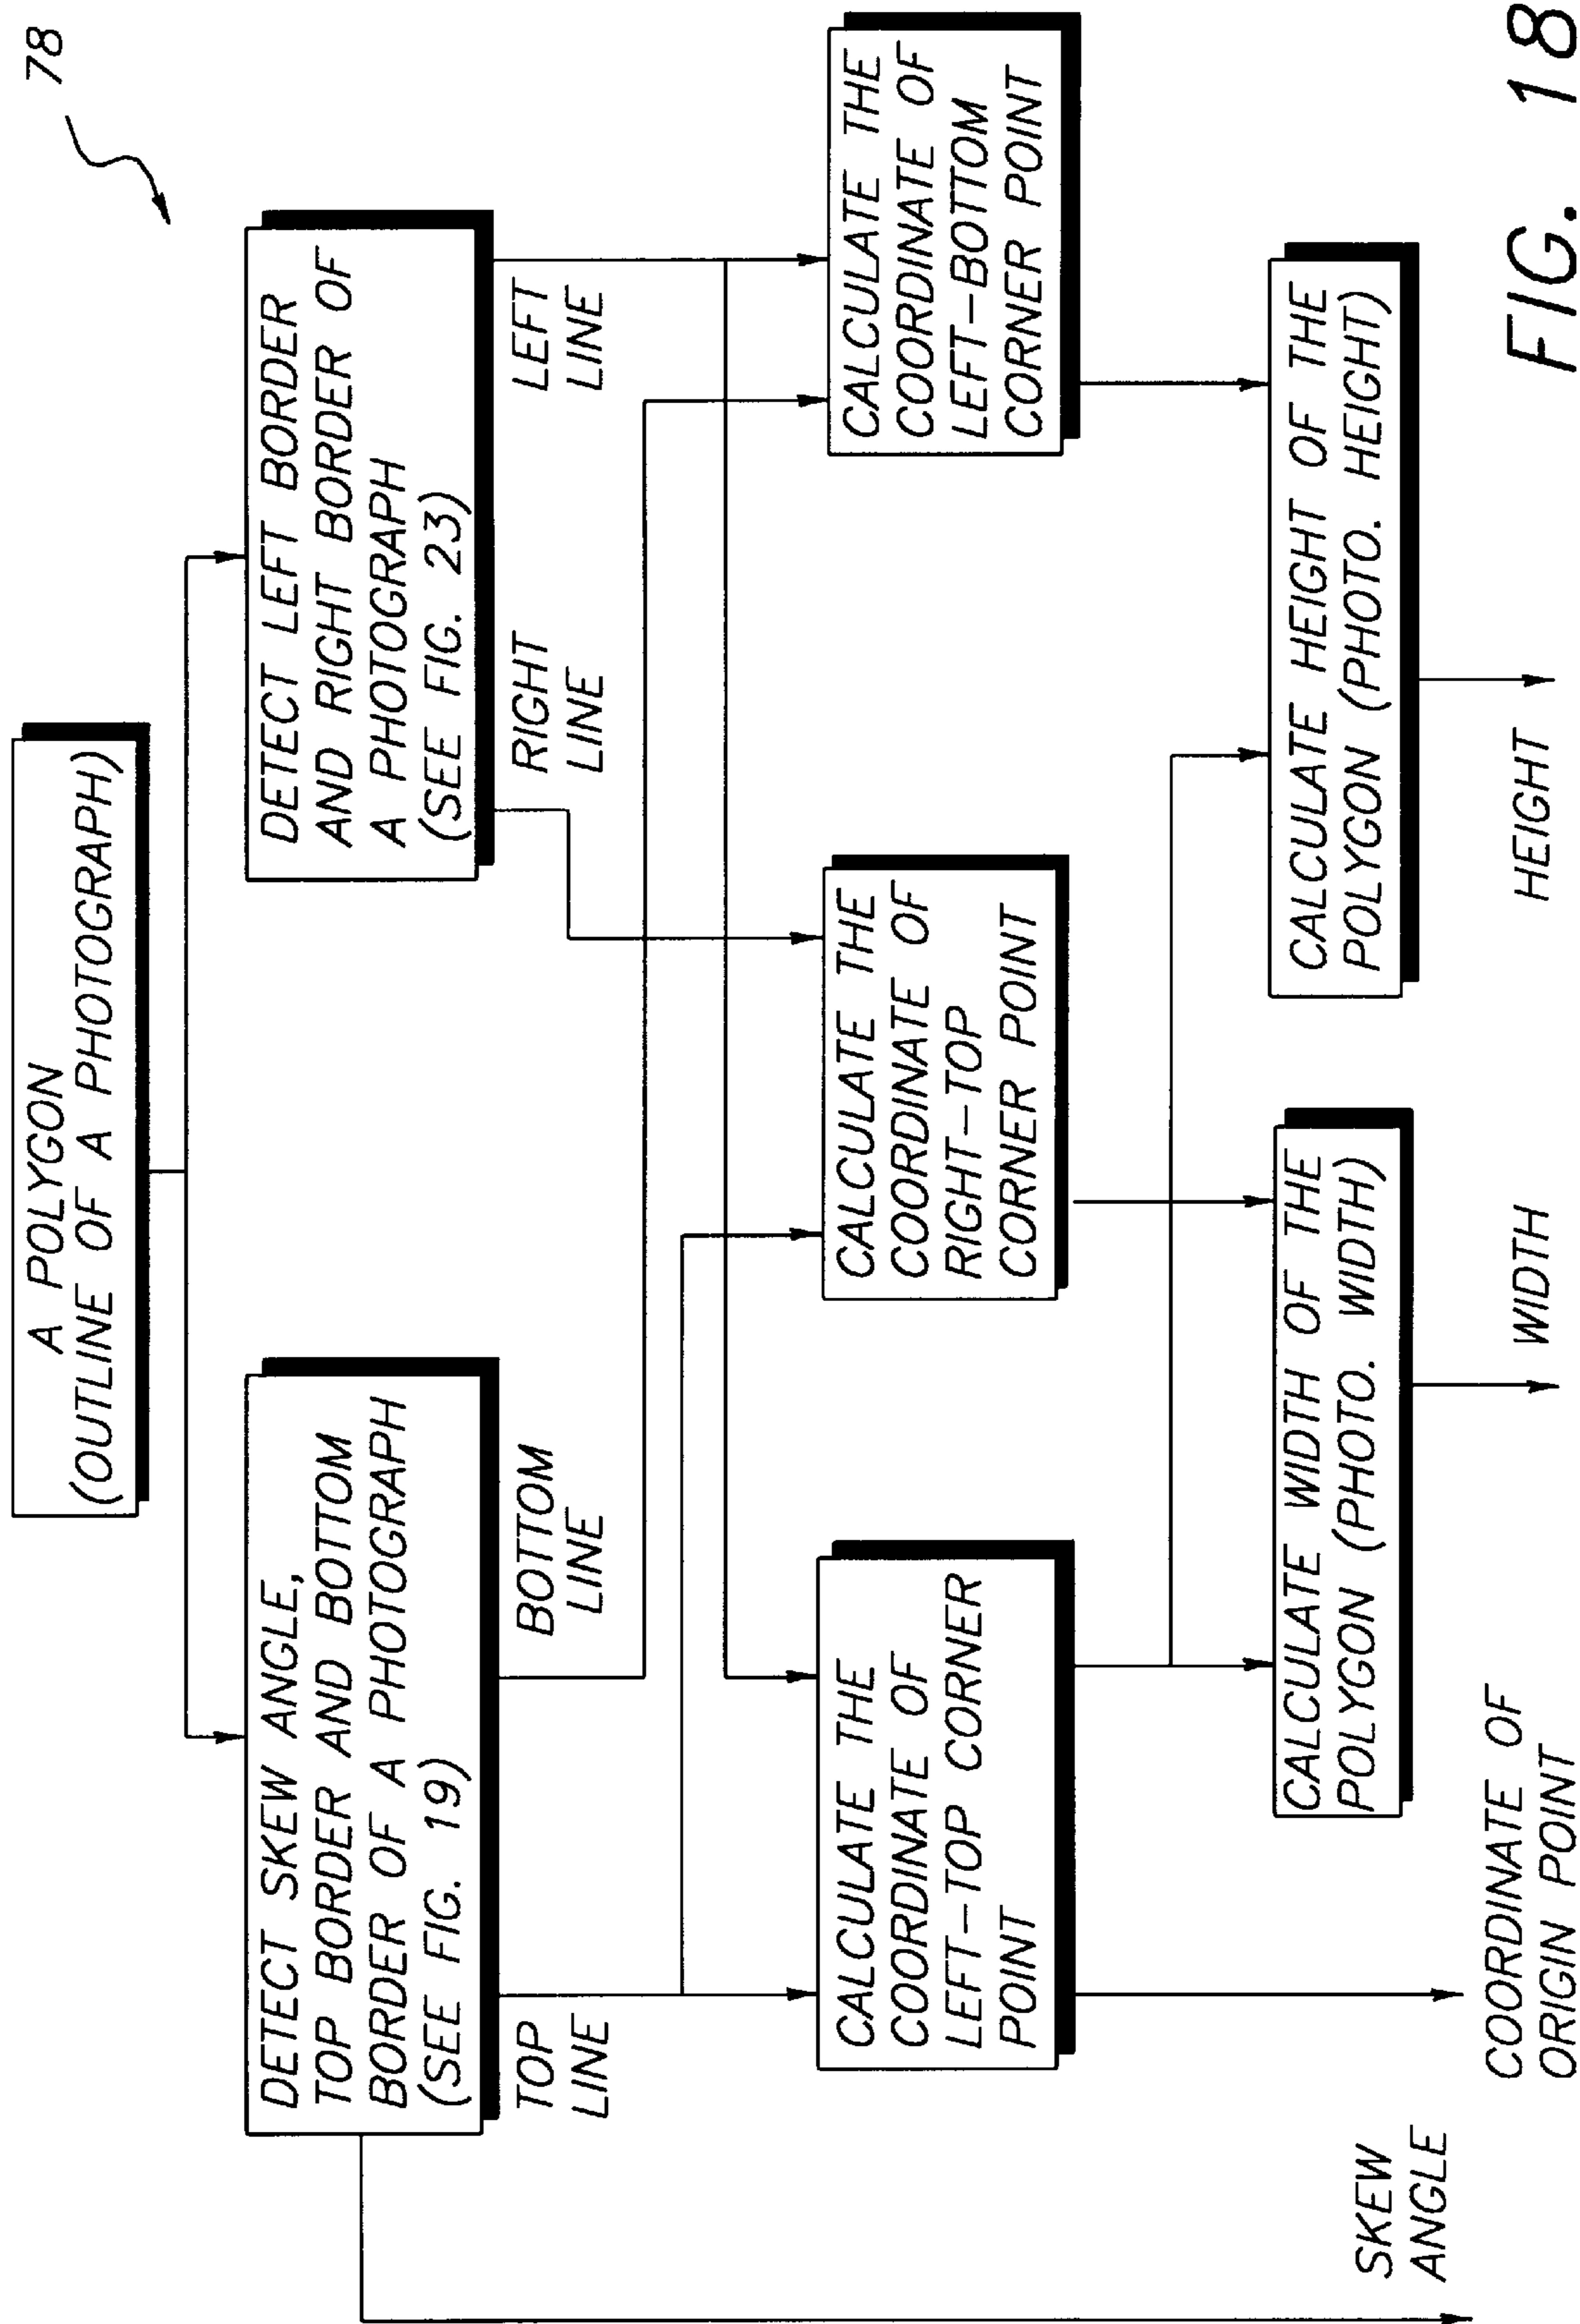 78
A POLYGON
(OUTLINE OF A PHOTOGRAPH)
DETECT SKEW ANGLE,
TOP BORDER AND BOTTOM
BORDER OF A PHOTOGRAPH
(SEE FIG. 19)
DETECT LEFT BORDER
AND RIGHT BORDER OF
A PHOTOGRAPH
(SEE FIG. 23)
TOP
LINE
BOTTOM
LINE
RIGHT
LINE
LEFT
LINE
CALCULATE THE
COORDINATE OF
LEFT-TOP CORNER
POINT
CALCULATE THE
COORDINATE OF
RIGHT-TOP
CORNER POINT
CALCULATE THE
COORDINATE OF
LEFT-BOTTOM
CORNER POINT
CALCULATE WIDTH OF THE
POLYGON (PHOTO. WIDTH)
CALCULATE HEIGHT OF THE
POLYGON (PHOTO. HEIGHT)
SKEW
ANGLE
COORDINATE OF
ORIGIN POINT
WIDTH
HEIGHT
FIG. 18